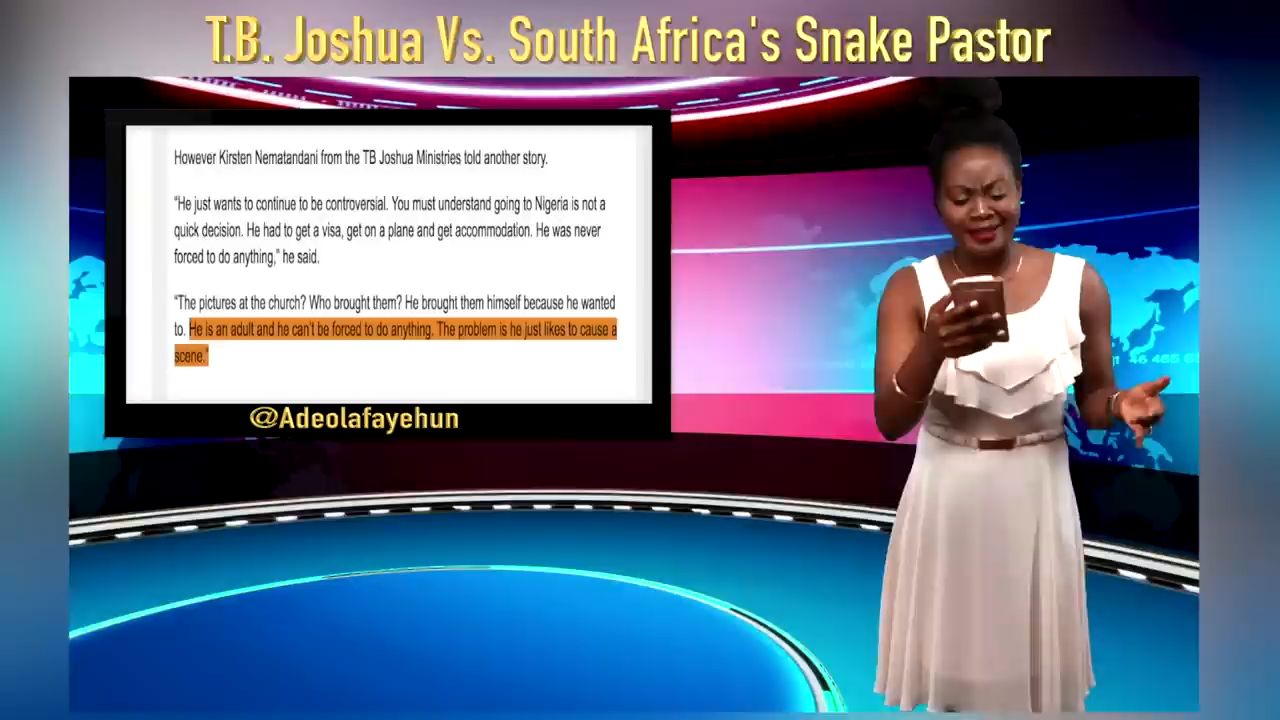 T.B. Joshua Vs. South Africa's Snake Pastor
However Kirsten Nematandani from the TB Joshua Ministries told another story.
"He just wants to continue to be controversial. You must understand going to Nigeria is not a
quick decision. He had to get a visa, get on a plane and get accommodation. He was never
forced to do anything," he said.
"The pictures at the church? Who brought them? He brought them himself because he wanted
to. He is an adult and he can't be forced to do anything. The problem is he just likes to cause a
scene."
@Adeolafayehun